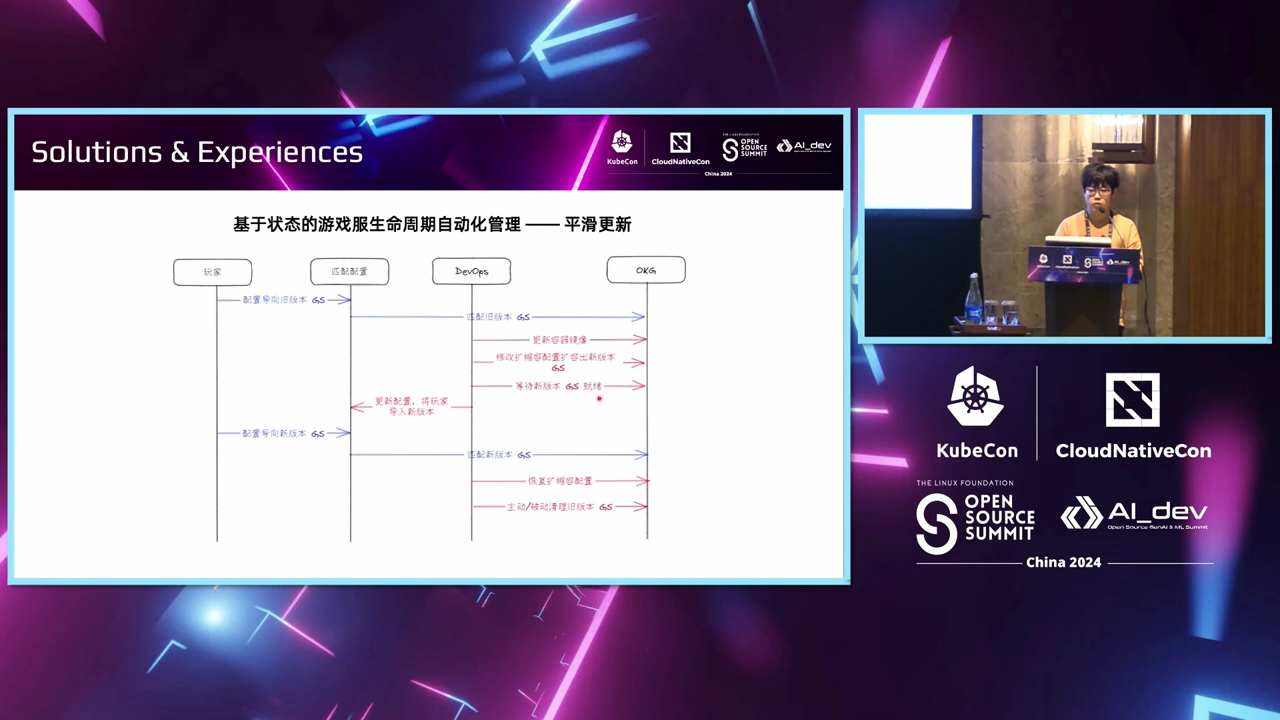 Solutions & Experiences
KubeCon
CloudNativeCon
THE LINUX FOUNDATION
OPEN
SOURCE
SUMMIT
AI_dev
China 2024
基于状态的游戏服生命周期自动化管理 —— 平滑更新
玩家
匹配配置
DevOps
OKG
配置导向旧版本 GS
匹配旧版本 GS
更新容器镜像
修改扩缩容配置扩容出新版本
GS
等待新版本 GS 就绪
更新配置，将玩家
导入新版本
配置导向新版本 GS
匹配新版本 GS
恢复扩缩容配置
主动/被动清理旧版本 GS
KubeCon
CloudNativeCon
THE LINUX FOUNDATION
OPEN
SOURCE
SUMMIT
AI_dev
Open Source GenAI & ML Summit
China 2024